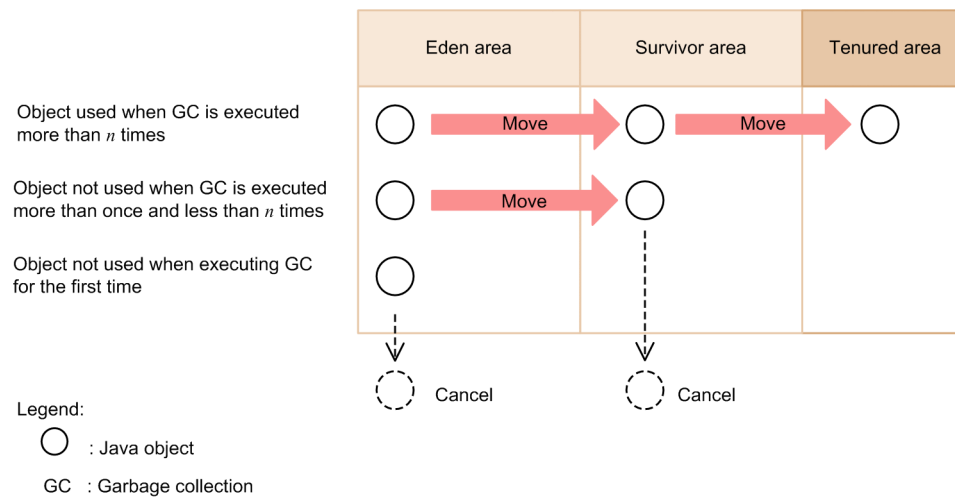 Eden area
Survivor area
Tenured area
Object used when GC is executed
more than n times
Move
Move
Object not used when GC is executed
more than once and less than n times
Move
Object not used when executing GC
for the first time
Cancel
Cancel
Legend:
: Java object
GC : Garbage collection